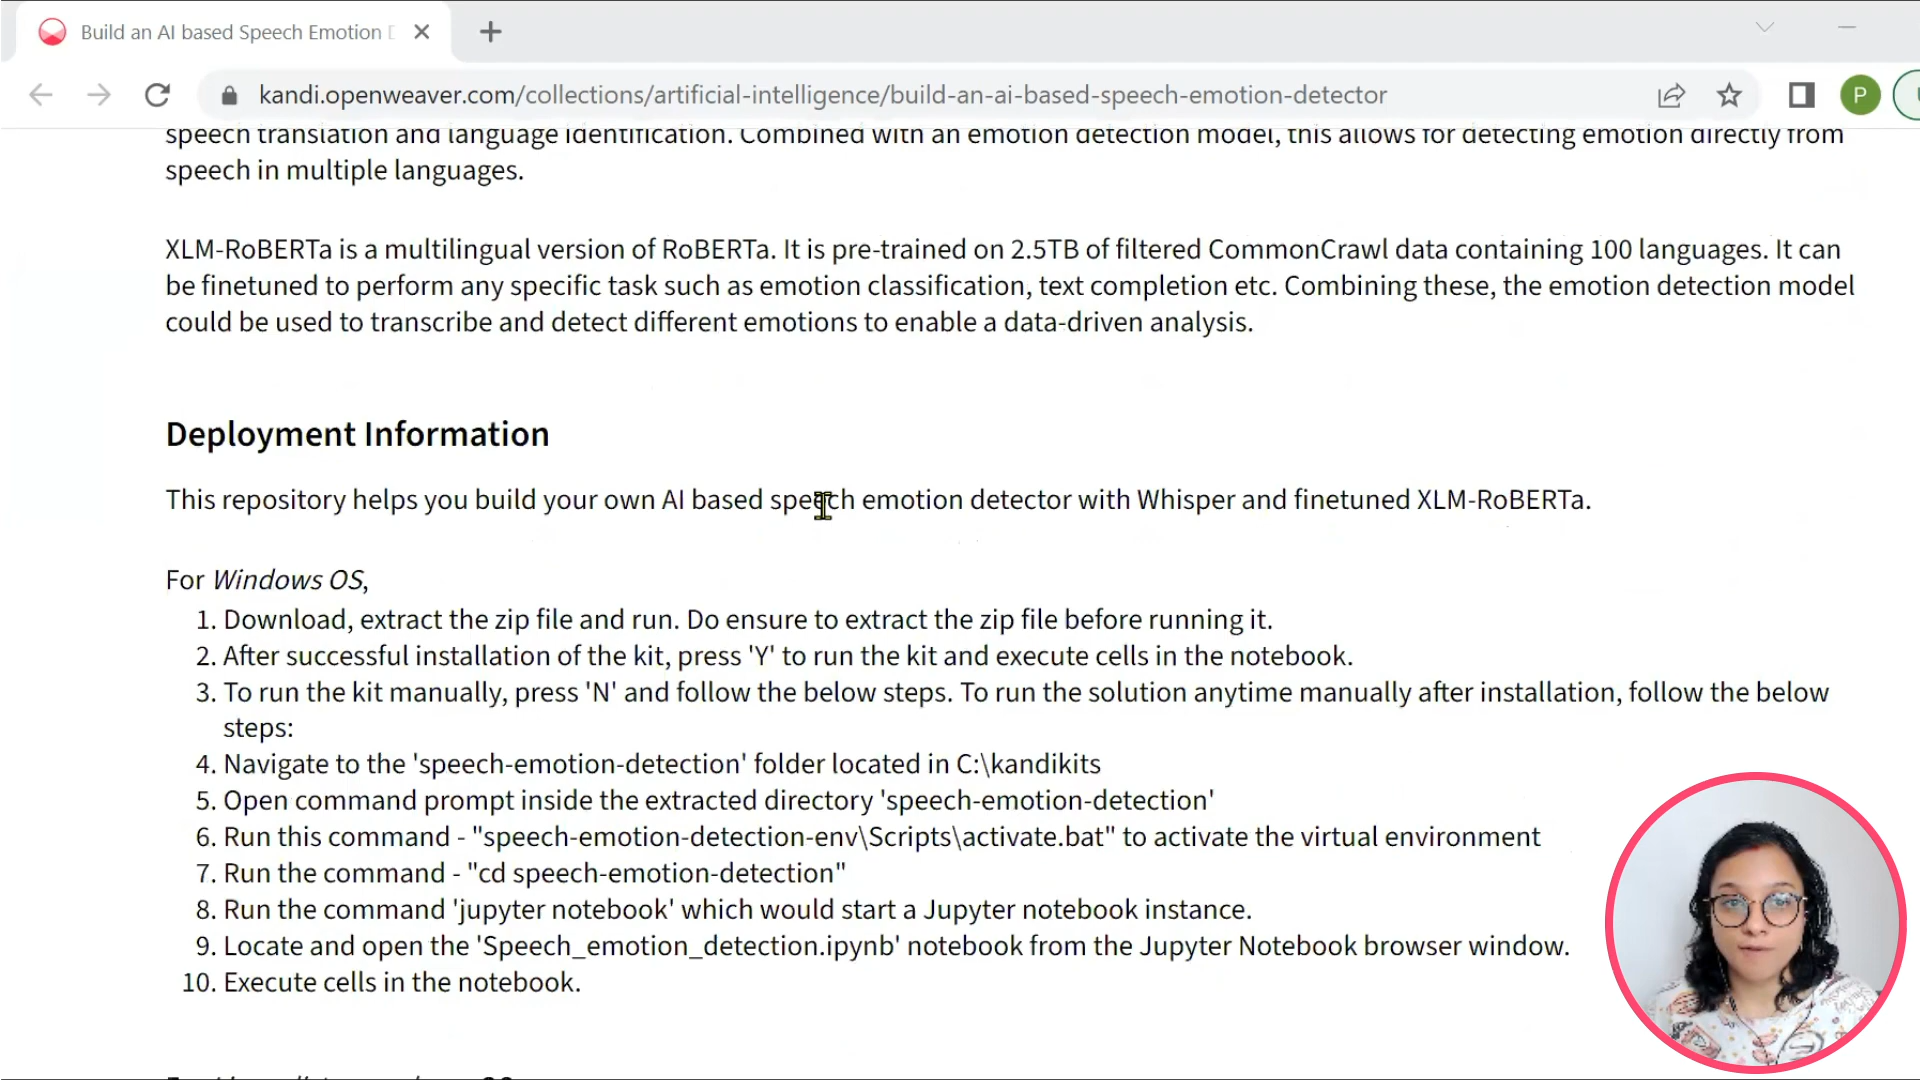 Build an AI based Speech Emotion
kandi.openweaver.com/collections/artificial-intelligence/build-an-ai-based-speech-emotion-detector
P
speech translation and language identification. Combined with an emotion detection model, this allows for detecting emotion directly from
speech in multiple languages.
XLM-RoBERTa is a multilingual version of RoBERTa. It is pre-trained on 2.5TB of filtered CommonCrawl data containing 100 languages. It can
be finetuned to perform any specific task such as emotion classification, text completion etc. Combining these, the emotion detection model
could be used to transcribe and detect different emotions to enable a data-driven analysis.
Deployment Information
This repository helps you build your own AI based speech emotion detector with Whisper and finetuned XLM-RoBERTa.
For Windows OS,
1. Download, extract the zip file and run. Do ensure to extract the zip file before running it.
2. After successful installation of the kit, press 'Y' to run the kit and execute cells in the notebook.
3. To run the kit manually, press 'N' and follow the below steps. To run the solution anytime manually after installation, follow the below
steps:
4. Navigate to the 'speech-emotion-detection' folder located in C:\kandikits
5. Open command prompt inside the extracted directory 'speech-emotion-detection'
6. Run this command - "speech-emotion-detection-env\Scripts\activate.bat" to activate the virtual environment
7. Run the command - "cd speech-emotion-detection"
8. Run the command 'jupyter notebook' which would start a Jupyter notebook instance.
9. Locate and open the 'Speech_emotion_detection.ipynb' notebook from the Jupyter Notebook browser window.
10. Execute cells in the notebook.